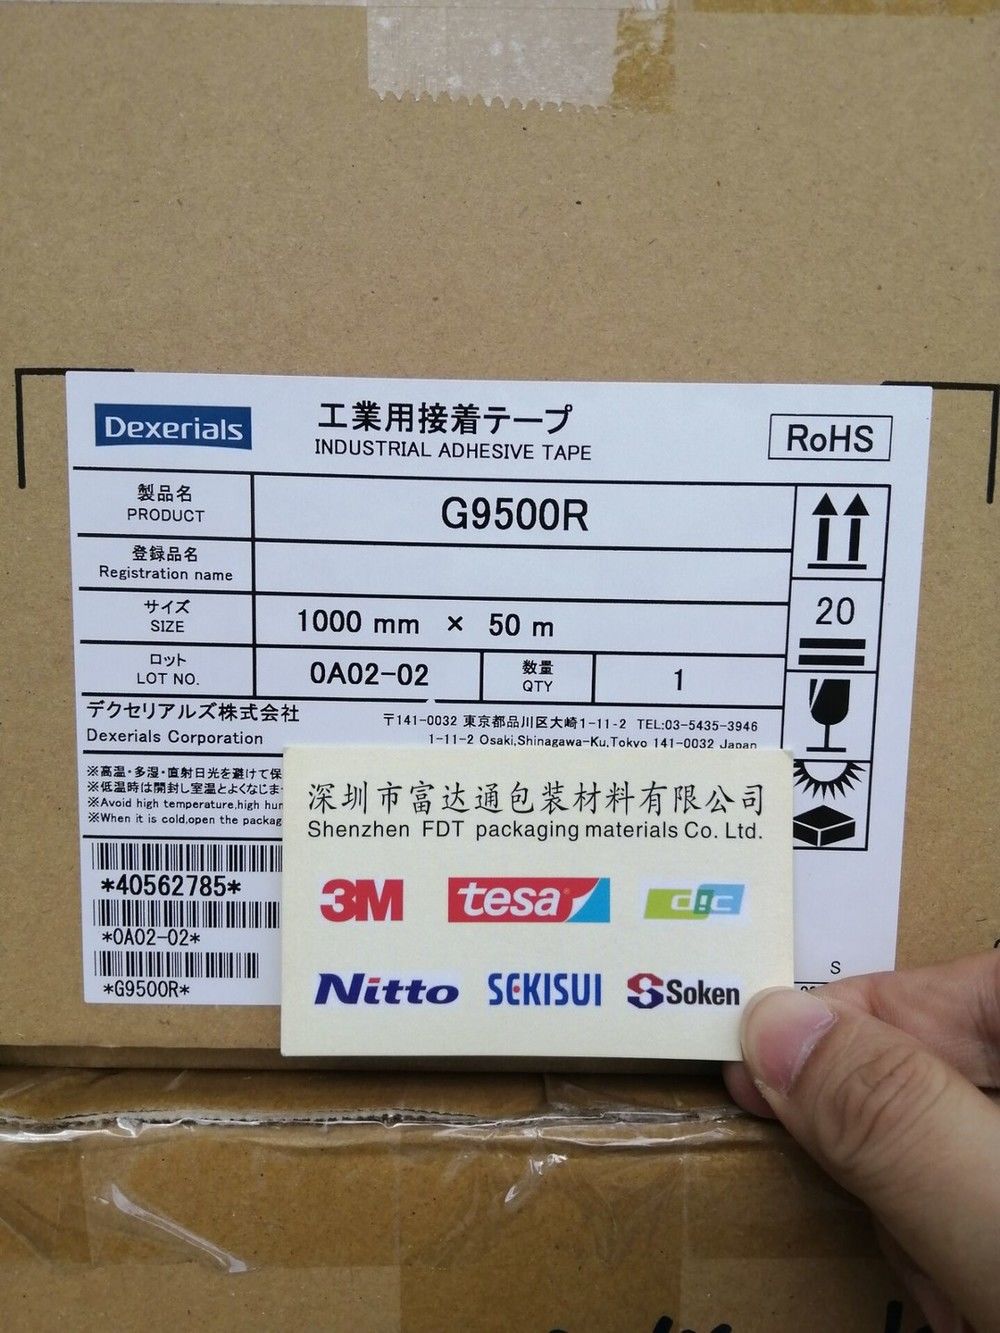 Dexerials
工業用接着テープ
INDUSTRIAL ADHESIVE TAPE
RoHS
製品名
PRODUCT
G9500R
登録品名
Registration name
サイズ
SIZE
1000 mm × 50 m
20
ロット
LOT NO.
0A02-02
数量
QTY
1
デクセリアルズ株式会社
Dexerials Corporation
〒141-0032 東京都品川区大崎1-11-2 TEL:03-5435-3946
1-11-2 Osaki,Shinagawa-Ku,Tokyo 141-0032 Japan
※高温・多湿・直射日光を避けて保
※低温時は開封し室温とよくなじま
※Avoid high temperature,high hum
※When it is cold,open the packag
*40562785*
*0A02-02*
*G9500R*
S
深圳市富达通包装材料有限公司
Shenzhen FDT packaging materials Co. Ltd.
3M
tesa
dic
Nitto
SEKISUI
Soken